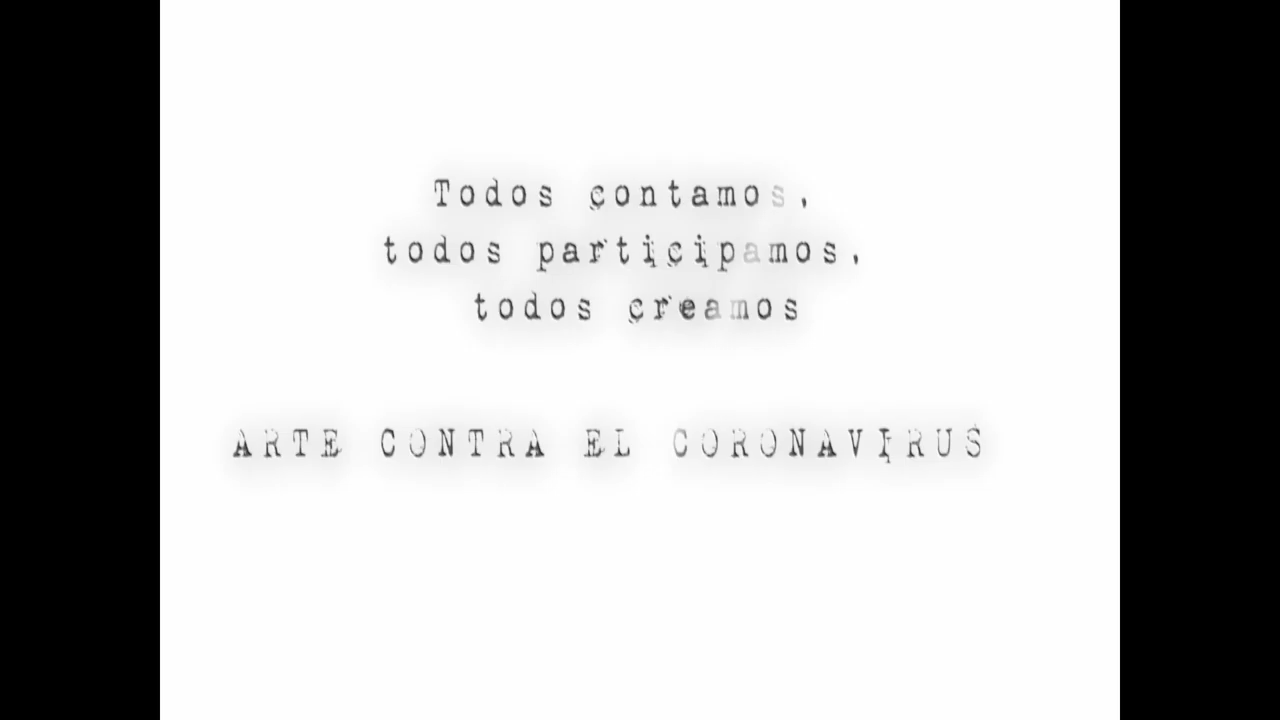 Todos contamos,
todos participamos,
todos creamos
ARTE CONTRA EL CORONAVIRUS